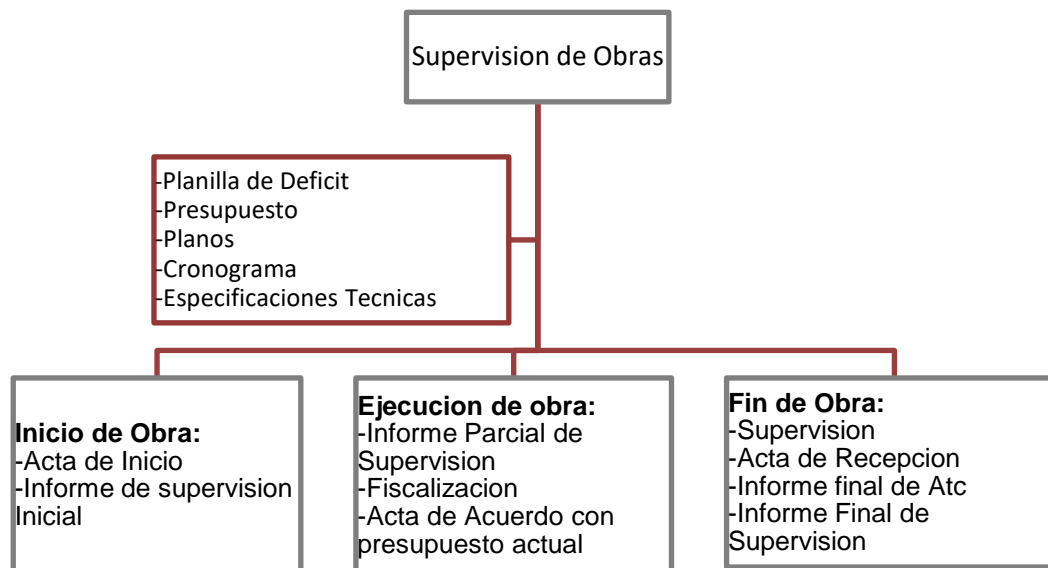 Supervision de Obras
-Planilla de Deficit
-Presupuesto
-Planos
-Cronograma
-Especificaciones Tecnicas
Inicio de Obra:
-Acta de Inicio
-Informe de supervision
Inicial
Ejecucion de obra:
-Informe Parcial de
Supervision
-Fiscalizacion
-Acta de Acuerdo con
presupuesto actual
Fin de Obra:
-Supervision
-Acta de Recepcion
-Informe final de Atc
-Informe Final de
Supervision